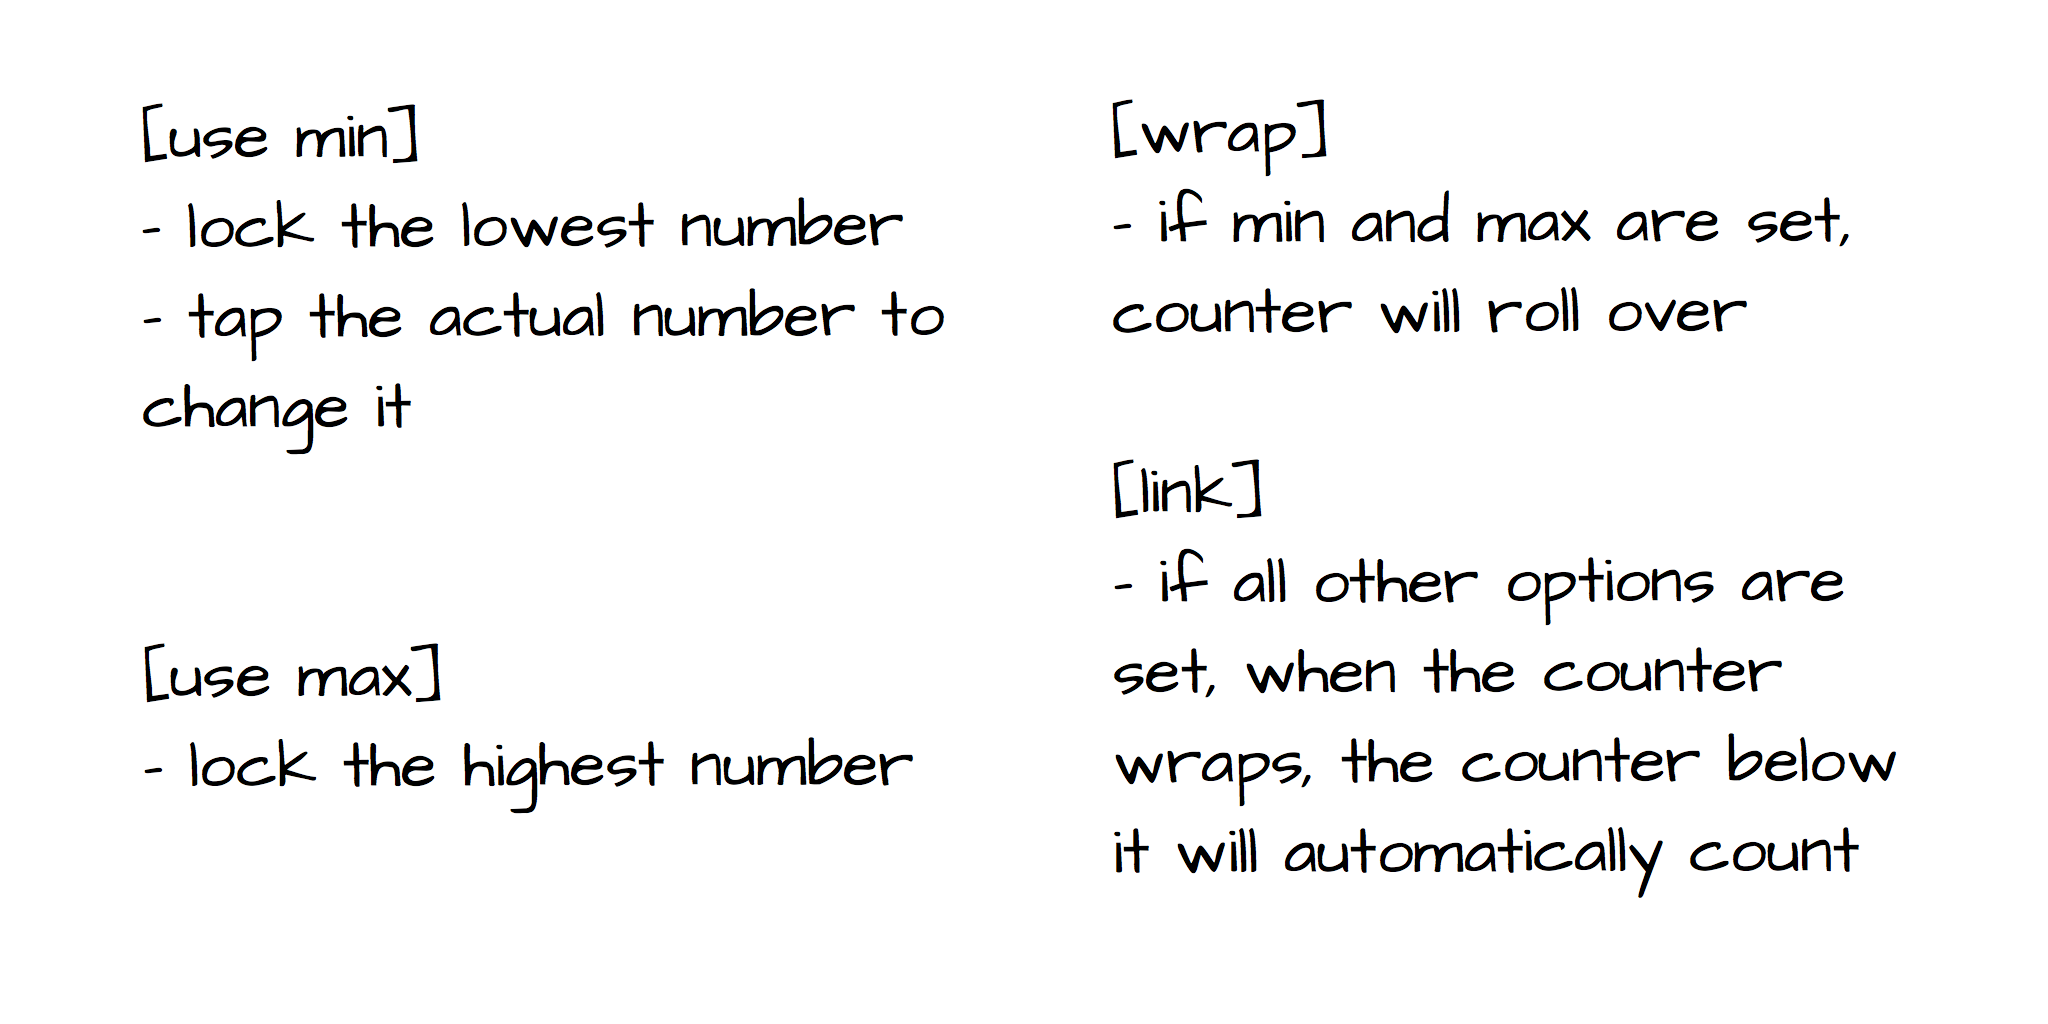 [use min]
- lock the lowest number
- tap the actual number to
change it
[use max]
- lock the highest number
[wrap]
- if min and max are set,
counter will roll over
[link]
- if all other options are
set, when the counter
wraps, the counter below
it will automatically count